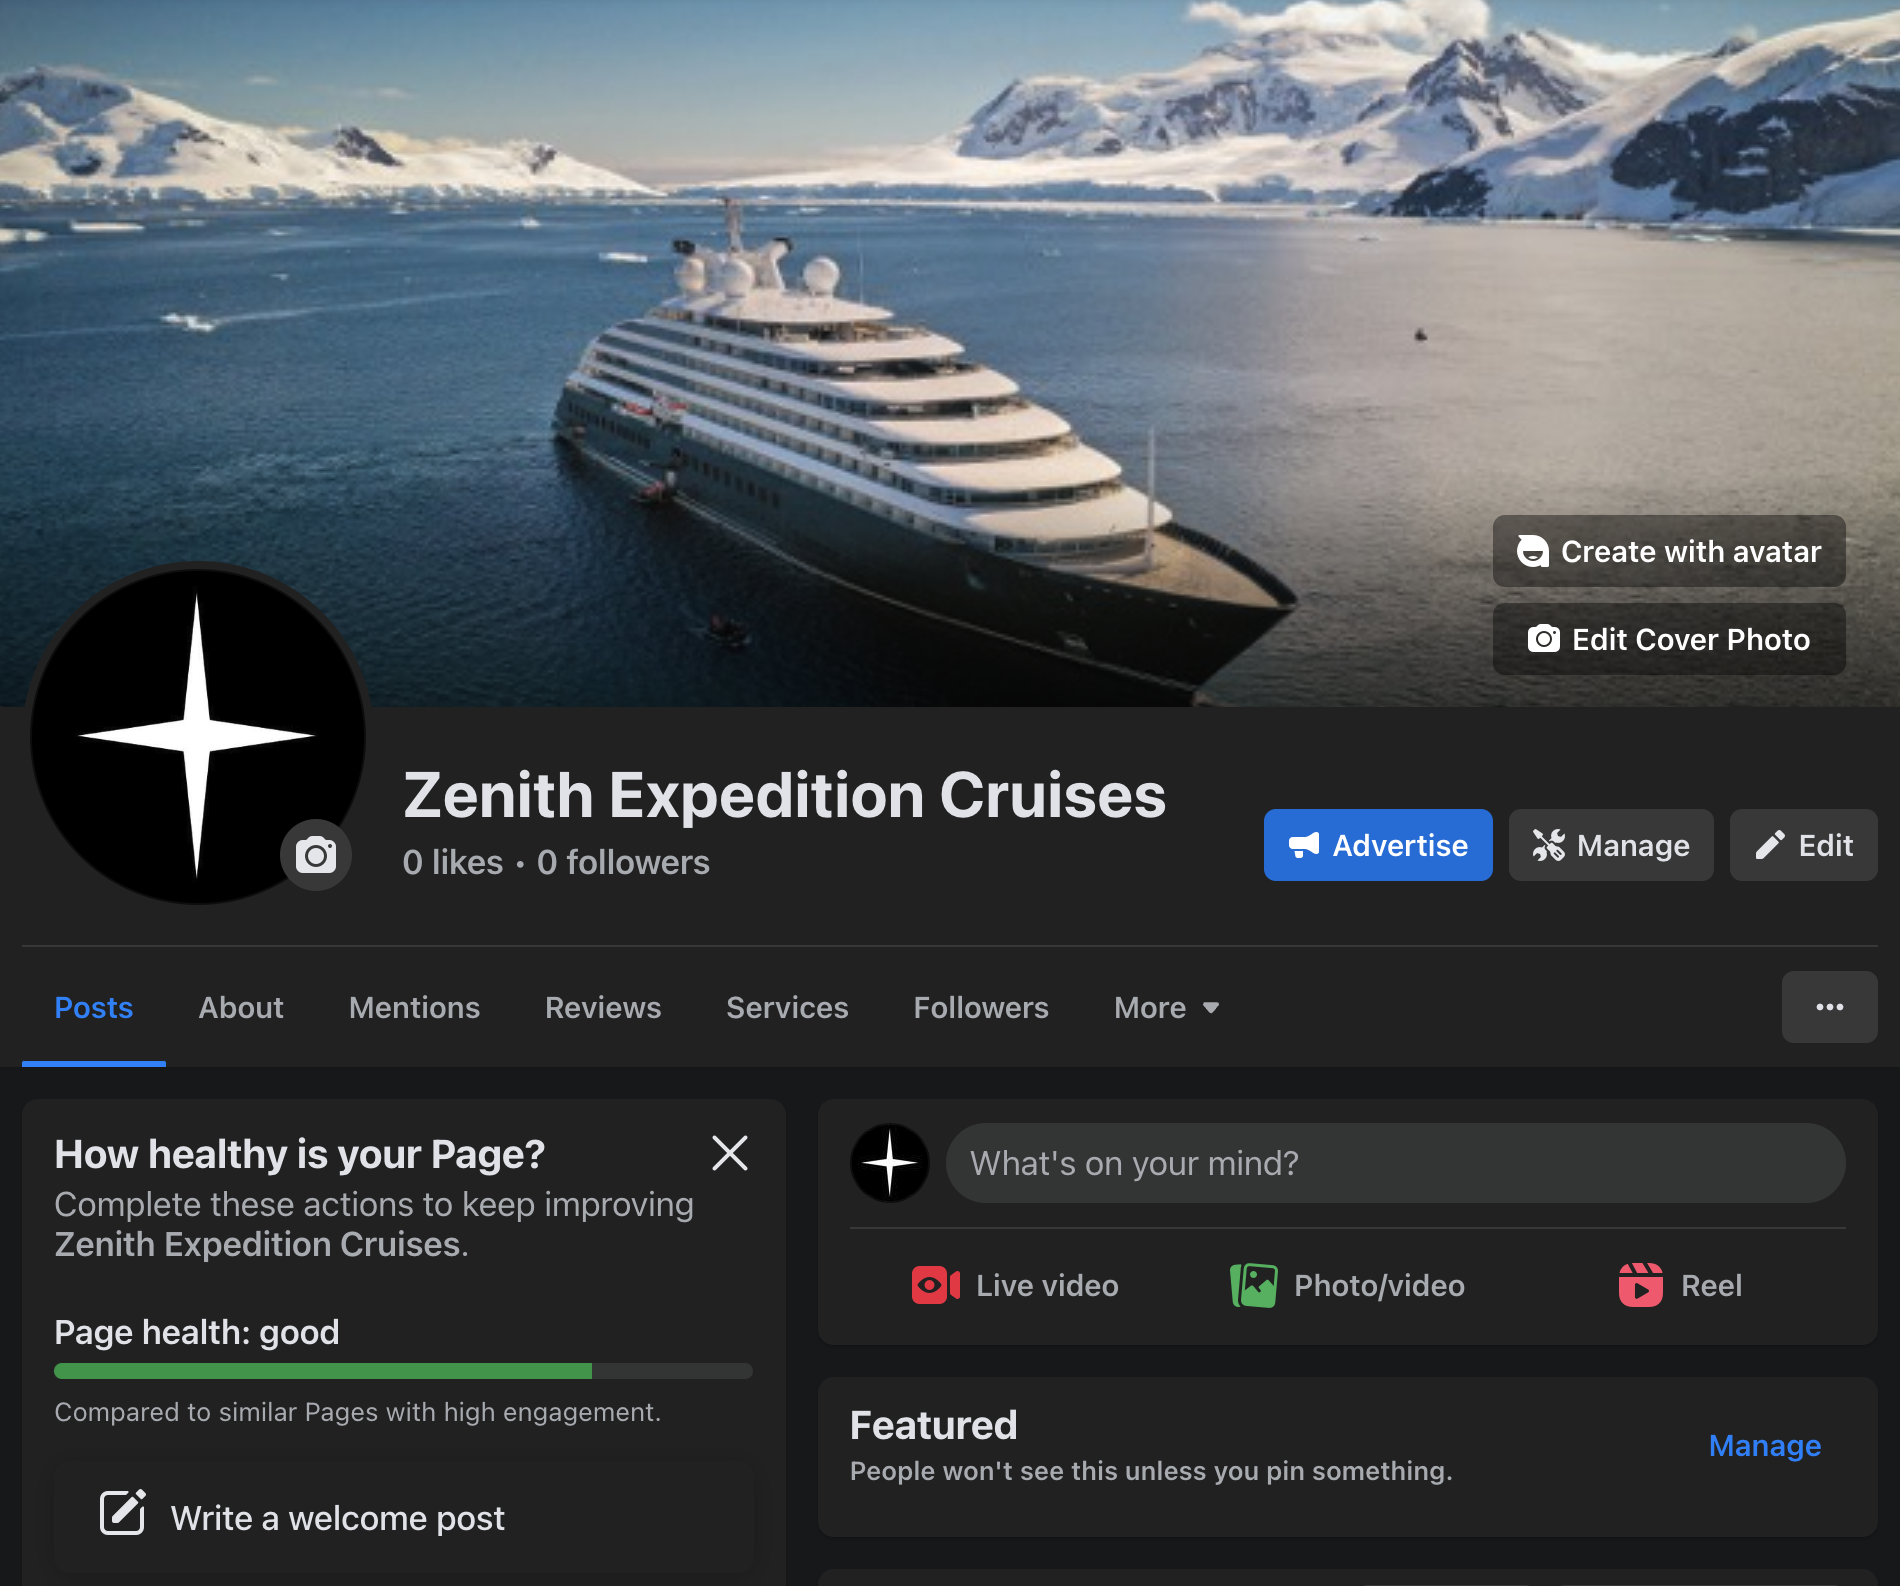 Create with avatar
Edit Cover Photo
Zenith Expedition Cruises
0 likes • 0 followers
Advertise
Manage
Edit
Posts
About
Mentions
Reviews
Services
Followers
More
How healthy is your Page?
Complete these actions to keep improving
Zenith Expedition Cruises.
Page health: good
Compared to similar Pages with high engagement.
Write a welcome post
What's on your mind?
Live video
Photo/video
Reel
Featured
Manage
People won't see this unless you pin something.